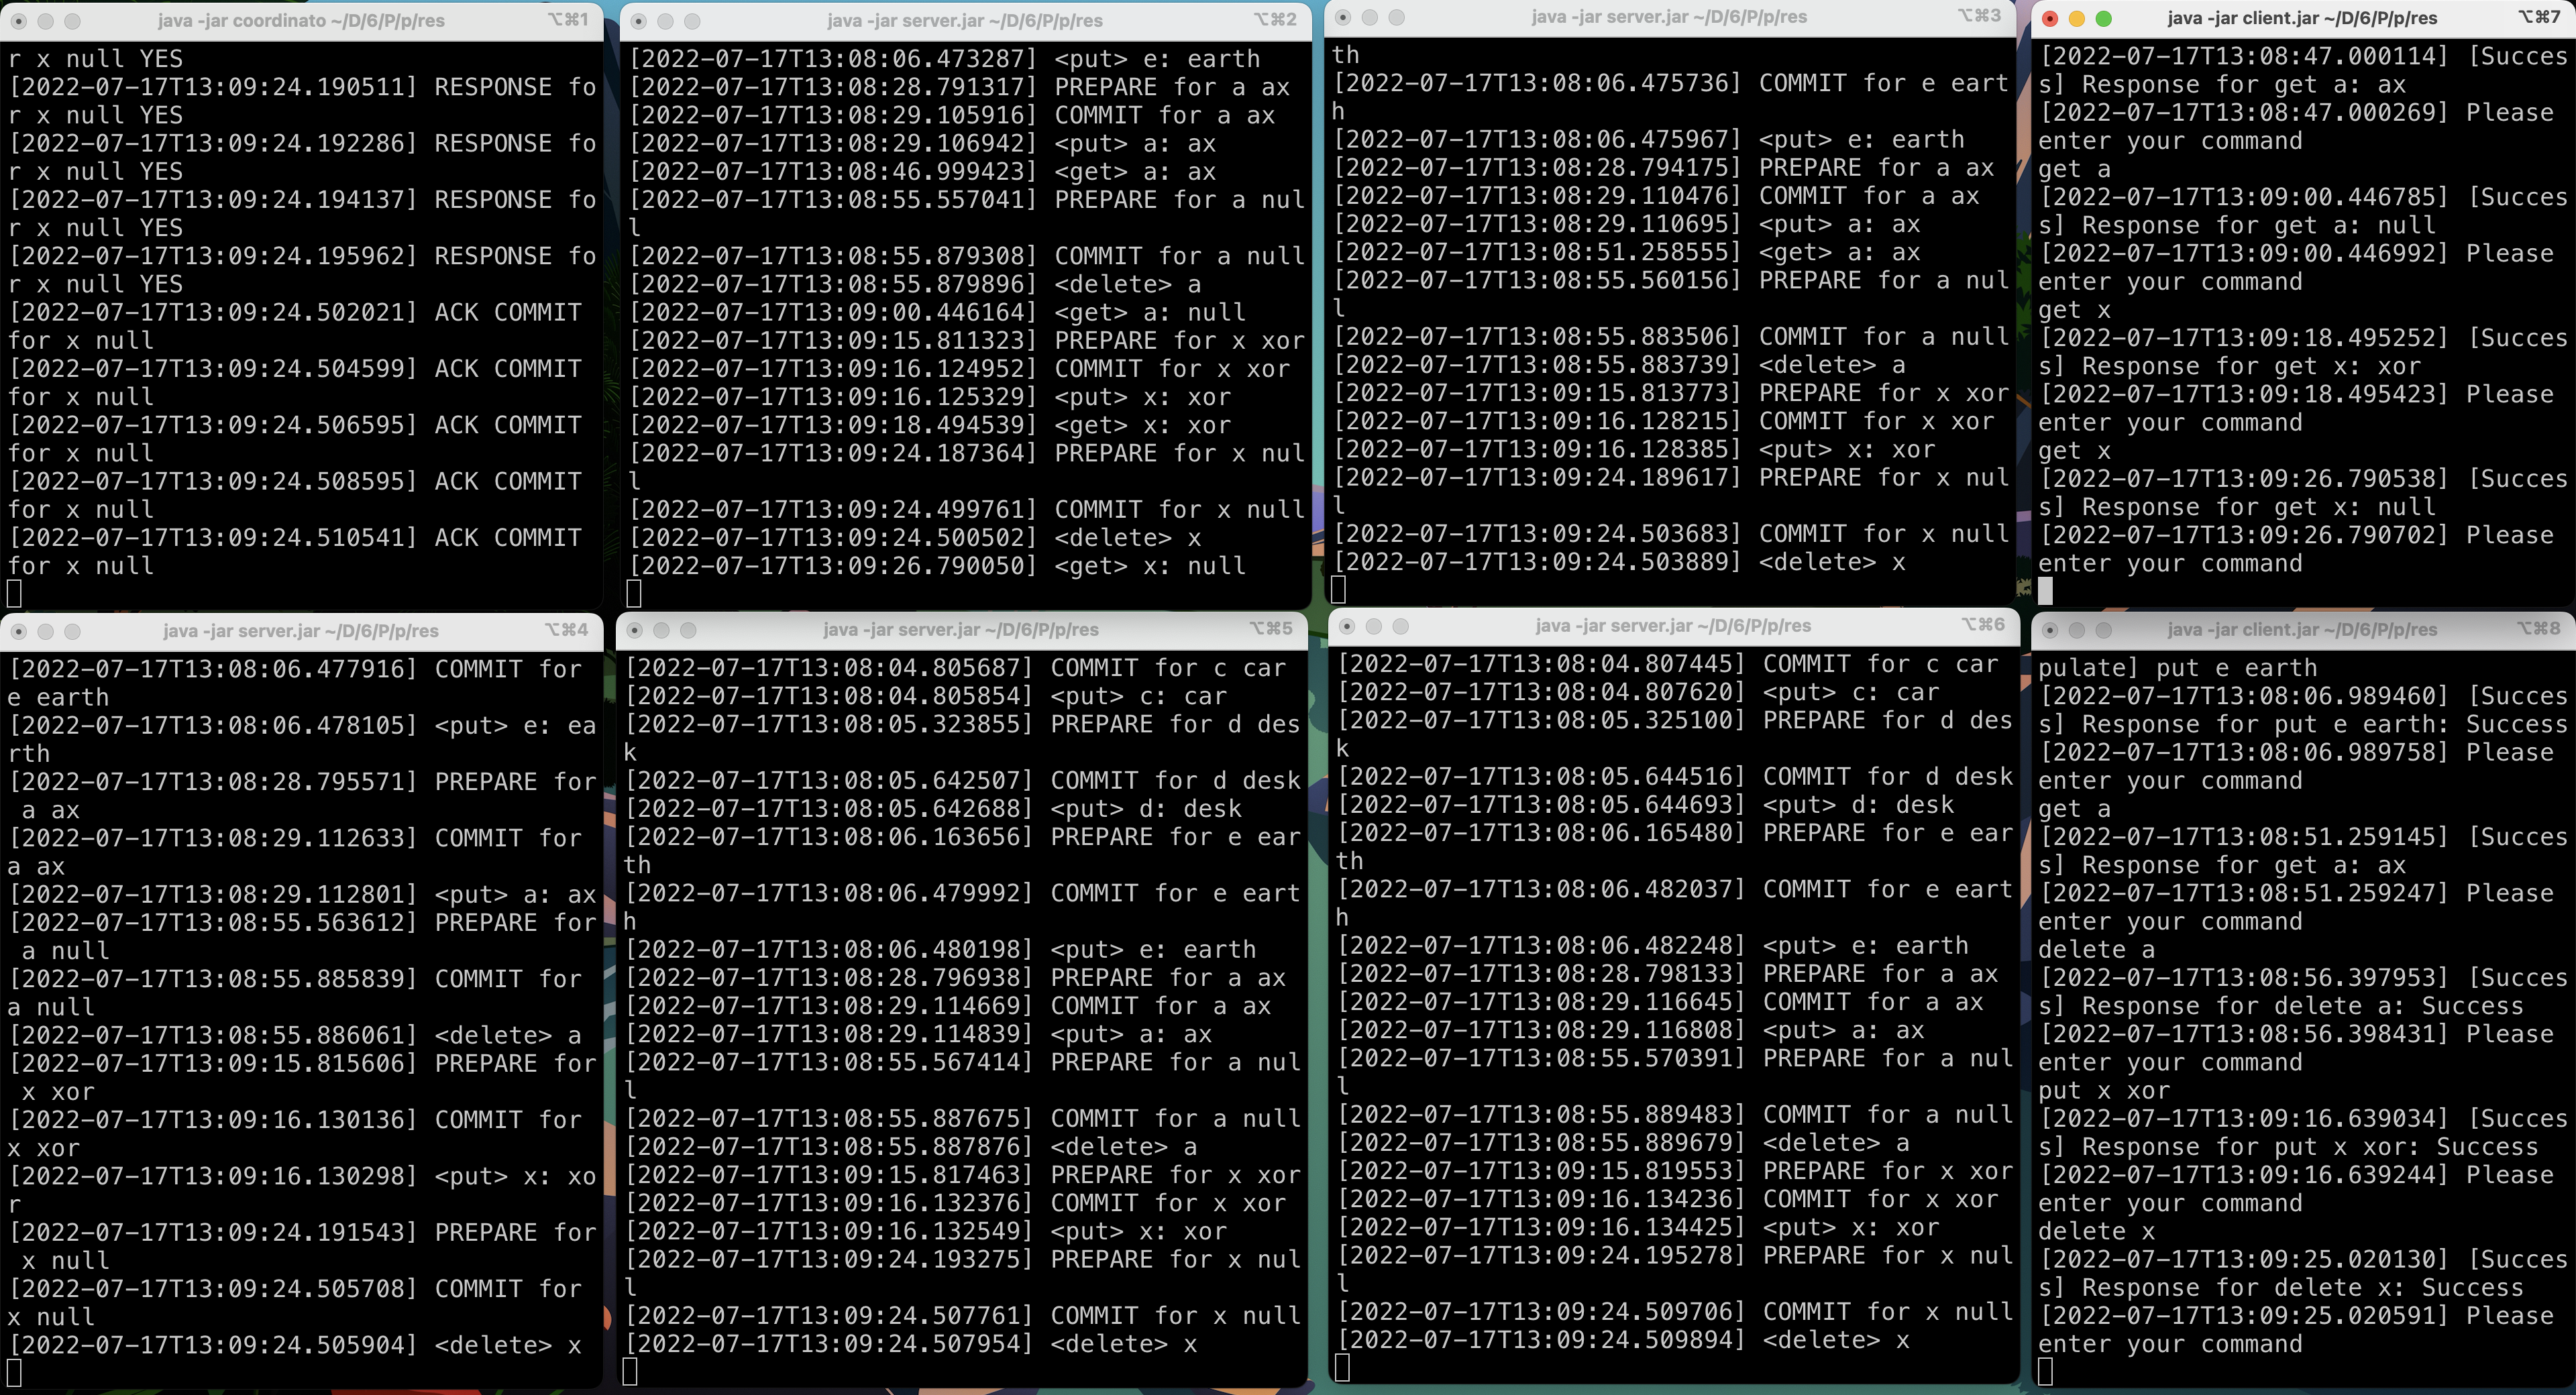 java -jar coordinato ~/D/6/P/p/res ⌥⌘1
r x null YES
[2022-07-17T13:09:24.190511] RESPONSE fo
r x null YES
[2022-07-17T13:09:24.192286] RESPONSE fo
r x null YES
[2022-07-17T13:09:24.194137] RESPONSE fo
r x null YES
[2022-07-17T13:09:24.195962] RESPONSE fo
r x null YES
[2022-07-17T13:09:24.502021] ACK COMMIT
for x null
[2022-07-17T13:09:24.504599] ACK COMMIT
for x null
[2022-07-17T13:09:24.506595] ACK COMMIT
for x null
[2022-07-17T13:09:24.508595] ACK COMMIT
for x null
[2022-07-17T13:09:24.510541] ACK COMMIT
for x null
java -jar server.jar ~/D/6/P/p/res ⌥⌘2
[2022-07-17T13:08:06.473287] <put> e: earth
[2022-07-17T13:08:28.791317] PREPARE for a ax
[2022-07-17T13:08:29.105916] COMMIT for a ax
[2022-07-17T13:08:29.106942] <put> a: ax
[2022-07-17T13:08:46.999423] <get> a: ax
[2022-07-17T13:08:55.557041] PREPARE for a nul
l
[2022-07-17T13:08:55.879308] COMMIT for a null
[2022-07-17T13:08:55.879896] <delete> a
[2022-07-17T13:09:00.446164] <get> a: null
[2022-07-17T13:09:15.811323] PREPARE for x xor
[2022-07-17T13:09:16.124952] COMMIT for x xor
[2022-07-17T13:09:16.125329] <put> x: xor
[2022-07-17T13:09:18.494539] <get> x: xor
[2022-07-17T13:09:24.187364] PREPARE for x nul
l
[2022-07-17T13:09:24.499761] COMMIT for x null
[2022-07-17T13:09:24.500502] <delete> x
[2022-07-17T13:09:26.790050] <get> x: null
java -jar server.jar ~/D/6/P/p/res ⌥⌘3
th
[2022-07-17T13:08:06.475736] COMMIT for e eart
h
[2022-07-17T13:08:06.475967] <put> e: earth
[2022-07-17T13:08:28.794175] PREPARE for a ax
[2022-07-17T13:08:29.110476] COMMIT for a ax
[2022-07-17T13:08:29.110695] <put> a: ax
[2022-07-17T13:08:51.258555] <get> a: ax
[2022-07-17T13:08:55.560156] PREPARE for a nul
l
[2022-07-17T13:08:55.883506] COMMIT for a null
[2022-07-17T13:08:55.883739] <delete> a
[2022-07-17T13:09:15.813773] PREPARE for x xor
[2022-07-17T13:09:16.128215] COMMIT for x xor
[2022-07-17T13:09:16.128385] <put> x: xor
[2022-07-17T13:09:24.189617] PREPARE for x nul
l
[2022-07-17T13:09:24.503683] COMMIT for x null
[2022-07-17T13:09:24.503889] <delete> x
java -jar client.jar ~/D/6/P/p/res ⌥⌘7
[2022-07-17T13:08:47.000114] [Succes
s] Response for get a: ax
[2022-07-17T13:08:47.000269] Please
enter your command
get a
[2022-07-17T13:09:00.446785] [Succes
s] Response for get a: null
[2022-07-17T13:09:00.446992] Please
enter your command
get x
[2022-07-17T13:09:18.495252] [Succes
s] Response for get x: xor
[2022-07-17T13:09:18.495423] Please
enter your command
get x
[2022-07-17T13:09:26.790538] [Succes
s] Response for get x: null
[2022-07-17T13:09:26.790702] Please
enter your command
java -jar server.jar ~/D/6/P/p/res ⌥⌘4
[2022-07-17T13:08:06.477916] COMMIT for
e earth
[2022-07-17T13:08:06.478105] <put> e: ea
rth
[2022-07-17T13:08:28.795571] PREPARE for
 a ax
[2022-07-17T13:08:29.112633] COMMIT for
a ax
[2022-07-17T13:08:29.112801] <put> a: ax
[2022-07-17T13:08:55.563612] PREPARE for
 a null
[2022-07-17T13:08:55.885839] COMMIT for
a null
[2022-07-17T13:08:55.886061] <delete> a
[2022-07-17T13:09:15.815606] PREPARE for
 x xor
[2022-07-17T13:09:16.130136] COMMIT for
x xor
[2022-07-17T13:09:16.130298] <put> x: xo
r
[2022-07-17T13:09:24.191543] PREPARE for
 x null
[2022-07-17T13:09:24.505708] COMMIT for
x null
[2022-07-17T13:09:24.505904] <delete> x
java -jar server.jar ~/D/6/P/p/res ⌥⌘5
[2022-07-17T13:08:04.805687] COMMIT for c car
[2022-07-17T13:08:04.805854] <put> c: car
[2022-07-17T13:08:05.323855] PREPARE for d des
k
[2022-07-17T13:08:05.642507] COMMIT for d desk
[2022-07-17T13:08:05.642688] <put> d: desk
[2022-07-17T13:08:06.163656] PREPARE for e ear
th
[2022-07-17T13:08:06.479992] COMMIT for e eart
h
[2022-07-17T13:08:06.480198] <put> e: earth
[2022-07-17T13:08:28.796938] PREPARE for a ax
[2022-07-17T13:08:29.114669] COMMIT for a ax
[2022-07-17T13:08:29.114839] <put> a: ax
[2022-07-17T13:08:55.567414] PREPARE for a nul
l
[2022-07-17T13:08:55.887675] COMMIT for a null
[2022-07-17T13:08:55.887876] <delete> a
[2022-07-17T13:09:15.817463] PREPARE for x xor
[2022-07-17T13:09:16.132376] COMMIT for x xor
[2022-07-17T13:09:16.132549] <put> x: xor
[2022-07-17T13:09:24.193275] PREPARE for x nul
l
[2022-07-17T13:09:24.507761] COMMIT for x null
[2022-07-17T13:09:24.507954] <delete> x
java -jar server.jar ~/D/6/P/p/res ⌥⌘6
[2022-07-17T13:08:04.807445] COMMIT for c car
[2022-07-17T13:08:04.807620] <put> c: car
[2022-07-17T13:08:05.325100] PREPARE for d des
k
[2022-07-17T13:08:05.644516] COMMIT for d desk
[2022-07-17T13:08:05.644693] <put> d: desk
[2022-07-17T13:08:06.165480] PREPARE for e ear
th
[2022-07-17T13:08:06.482037] COMMIT for e eart
h
[2022-07-17T13:08:06.482248] <put> e: earth
[2022-07-17T13:08:28.798133] PREPARE for a ax
[2022-07-17T13:08:29.116645] COMMIT for a ax
[2022-07-17T13:08:29.116808] <put> a: ax
[2022-07-17T13:08:55.570391] PREPARE for a nul
l
[2022-07-17T13:08:55.889483] COMMIT for a null
[2022-07-17T13:08:55.889679] <delete> a
[2022-07-17T13:09:15.819553] PREPARE for x xor
[2022-07-17T13:09:16.134236] COMMIT for x xor
[2022-07-17T13:09:16.134425] <put> x: xor
[2022-07-17T13:09:24.195278] PREPARE for x nul
l
[2022-07-17T13:09:24.509706] COMMIT for x null
[2022-07-17T13:09:24.509894] <delete> x
java -jar client.jar ~/D/6/P/p/res ⌥⌘8
pulate] put e earth
[2022-07-17T13:08:06.989460] [Succes
s] Response for put e earth: Success
[2022-07-17T13:08:06.989758] Please
enter your command
get a
[2022-07-17T13:08:51.259145] [Succes
s] Response for get a: ax
[2022-07-17T13:08:51.259247] Please
enter your command
delete a
[2022-07-17T13:08:56.397953] [Succes
s] Response for delete a: Success
[2022-07-17T13:08:56.398431] Please
enter your command
put x xor
[2022-07-17T13:09:16.639034] [Succes
s] Response for put x xor: Success
[2022-07-17T13:09:16.639244] Please
enter your command
delete x
[2022-07-17T13:09:25.020130] [Succes
s] Response for delete x: Success
[2022-07-17T13:09:25.020591] Please
enter your command